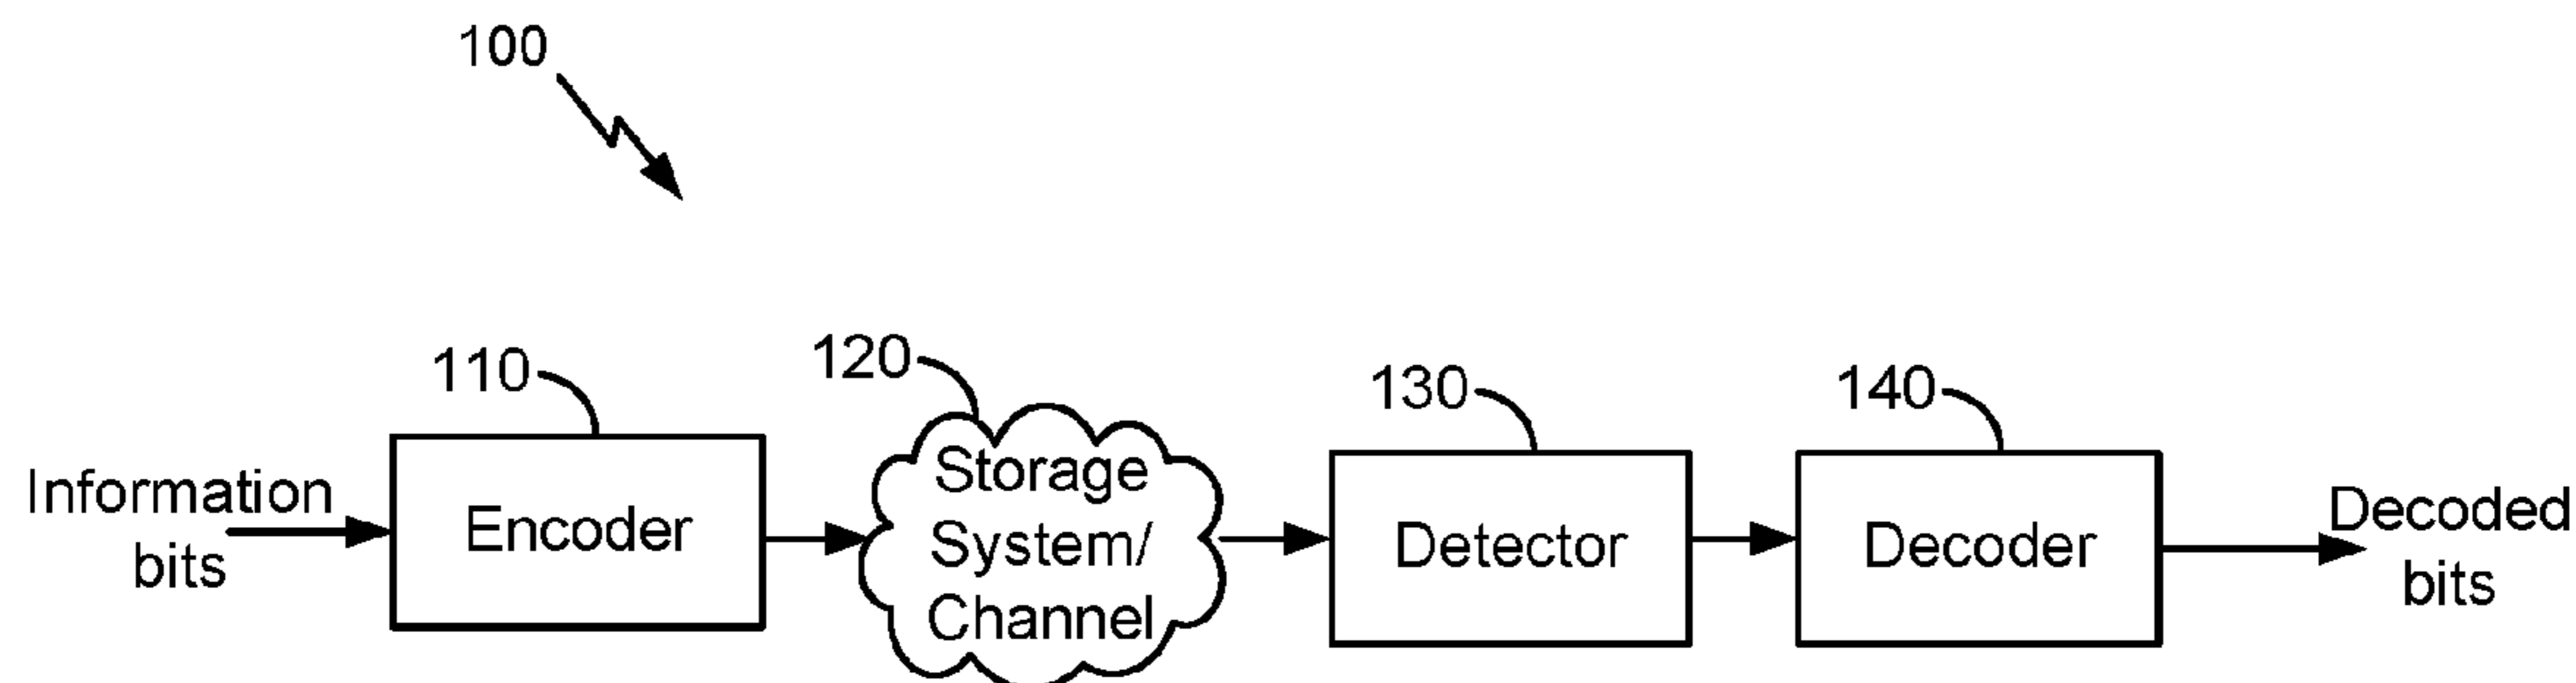 100
110
120
130
140
Information
bits
Encoder
Storage
System/
Channel
Detector
Decoder
Decoded
bits